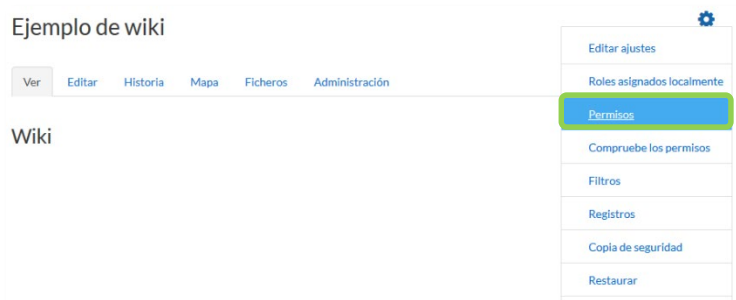 Ejemplo de wiki
Editar ajustes
Ver Editar Historia Mapa Ficheros Administración
Roles asignados localmente
Permisos
Wiki
Compruebe los permisos
Filtros
Registros
Copia de seguridad
Restaurar